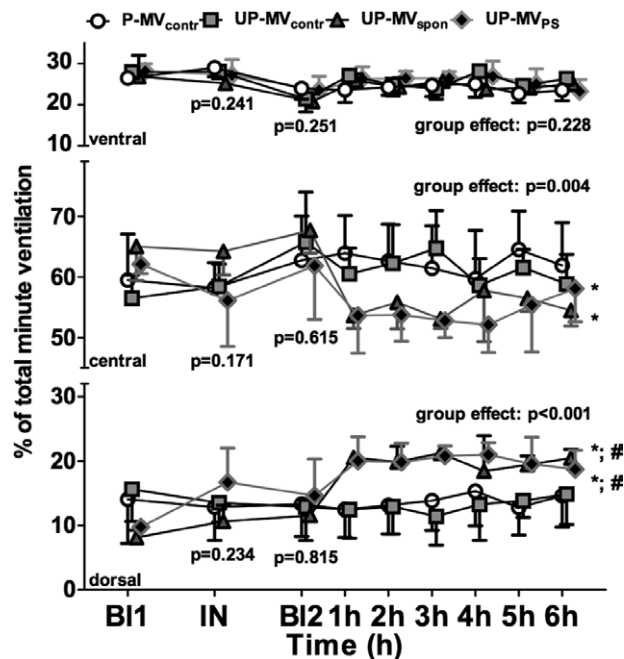 P-MVcontr UP-MVcontr UP-MVspon UP-MVPS
30
20
10
ventral
p=0.241
p=0.251
group effect: p=0.228
% of total minute ventilation
70
60
50
central
group effect: p=0.004
p=0.171
p=0.615
*
*
30
20
10
0
dorsal
group effect: p<0.001
p=0.234
p=0.815
*; #
*; #
BI1 IN BI2 1h 2h 3h 4h 5h 6h
Time (h)